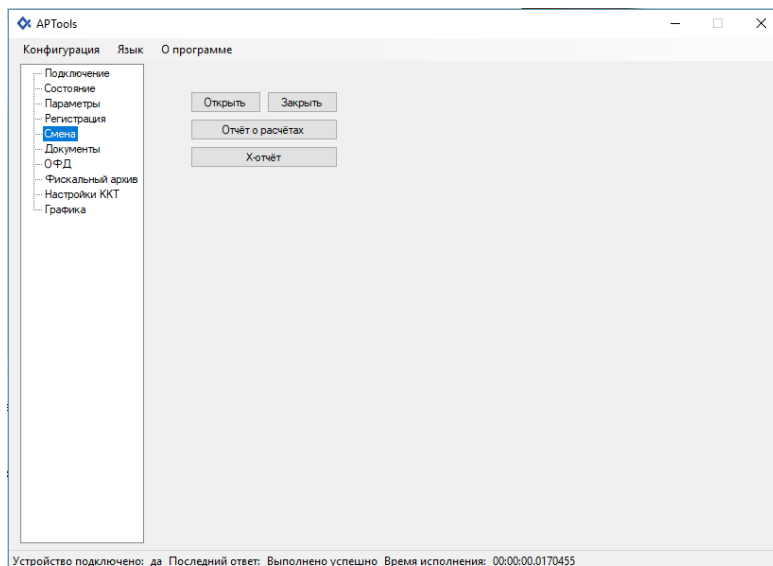 APTools
Конфигурация Язык О программе
Подключение
Состояние
Параметры
Регистрация
Смена
Документы
ОФД
Фискальный архив
Настройки ККТ
Графика
Открыть Закрыть
Отчёт о расчётах
X-отчёт
Устройство подключено: да Последний ответ: Выполнено успешно Время исполнения: 00:00:00.0170455